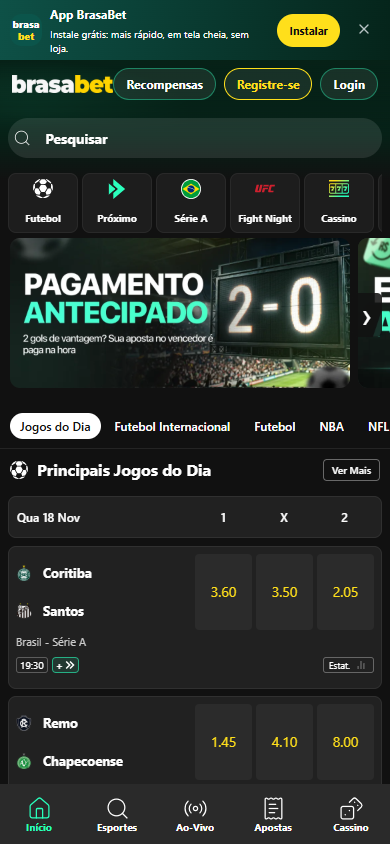 brasa
bet
App BrasaBet
Instale grátis: mais rápido, em tela cheia, sem
loja.
Instalar
brasabet
Recompensas
Registre-se
Login
Pesquisar
Futebol
Próximo
Série A
UFC
Fight Night
777
Cassino
PAGAMENTO
ANTECIPADO
2 gols de vantagem? Sua aposta no vencedor é
paga na hora
2-0
Jogos do Dia
Futebol Internacional
Futebol
NBA
NFL
Principais Jogos do Dia
Ver Mais
Qua 18 Nov
1
X
2
Coritiba
Santos
3.60
3.50
2.05
Brasil - Série A
19:30
+
Estat.
Remo
Chapecoense
1.45
4.10
8.00
Início
Esportes
Ao-Vivo
Apostas
Cassino